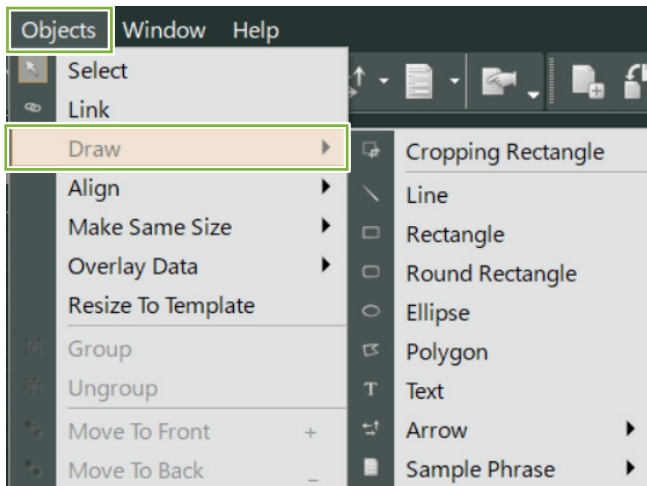 Objects Window Help
Select
Link
Draw
Align
Make Same Size
Overlay Data
Resize To Template
Group
Ungroup
Move To Front +
Move To Back _
Cropping Rectangle
Line
Rectangle
Round Rectangle
Ellipse
Polygon
T Text
Arrow
Sample Phrase